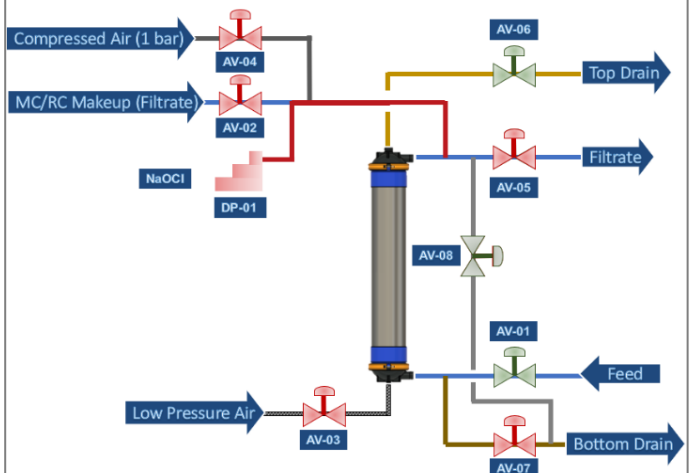 AV-06
Compressed Air (1 bar)
Top Drain
AV-04
MC/RC Makeup (Filtrate)
AV-02
Filtrate
NaOCl
AV-05
DP-01
AV-08
AV-01
Feed
Low Pressure Air
AV-03
Bottom Drain
AV-07